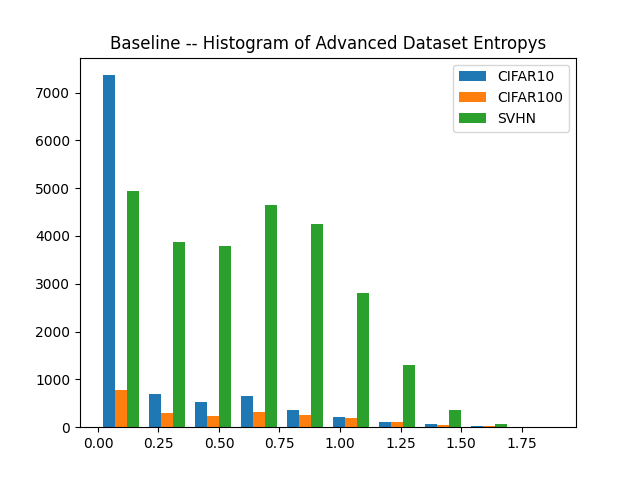 Baseline -- Histogram of Advanced Dataset Entropys
CIFAR10
CIFAR100
SVHN
7000
6000
5000
4000
3000
2000
1000
0
0.00 0.25 0.50 0.75 1.00 1.25 1.50 1.75